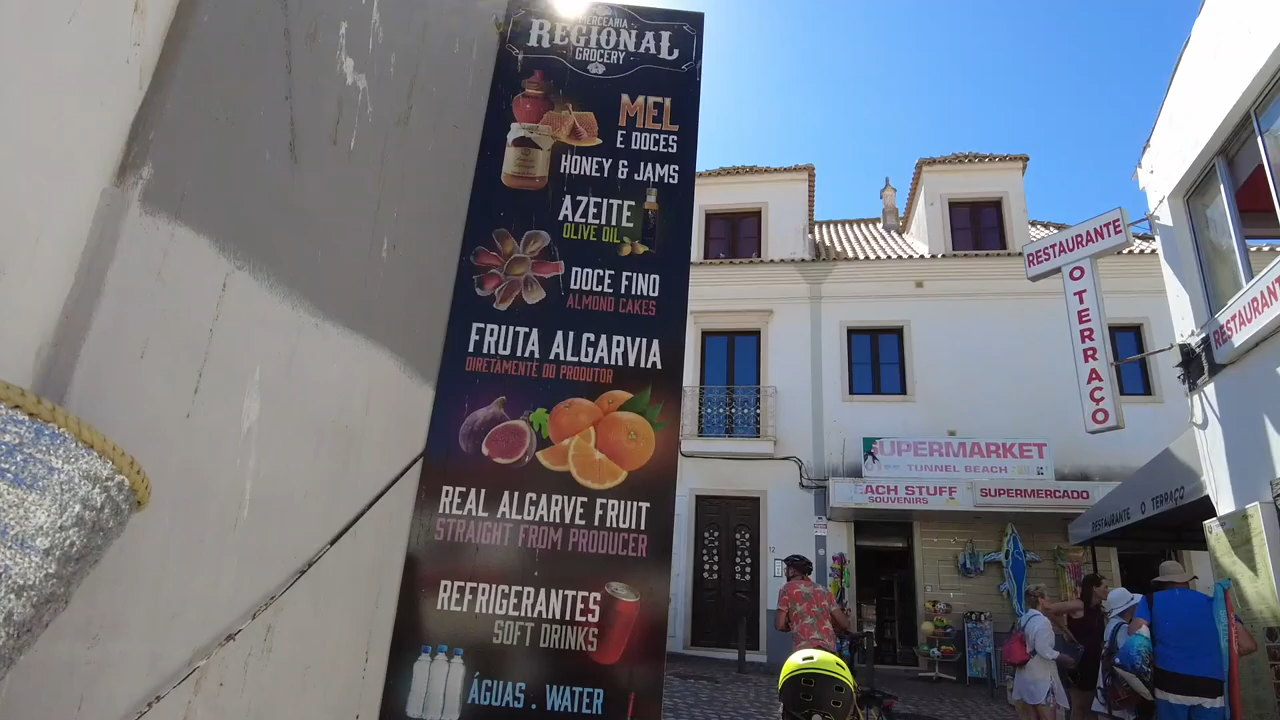 MERCEARIA
REGIONAL
GROCERY
MEL
E DOCES
HONEY & JAMS
AZEITE
OLIVE OIL
DOCE FINO
ALMOND CAKES
FRUTA ALGARVIA
DIRETAMENTE DO PRODUTOR
REAL ALGARVE FRUIT
STRAIGHT FROM PRODUCER
REFRIGERANTES
SOFT DRINKS
ÁGUAS . WATER
RESTAURANTE
O TERRAÇO
RESTAURANT
SUPERMARKET
TUNNEL BEACH
EACH STUFF
SOUVENIRS
SUPERMERCADO
RESTAURANTE O TERRAÇO
12